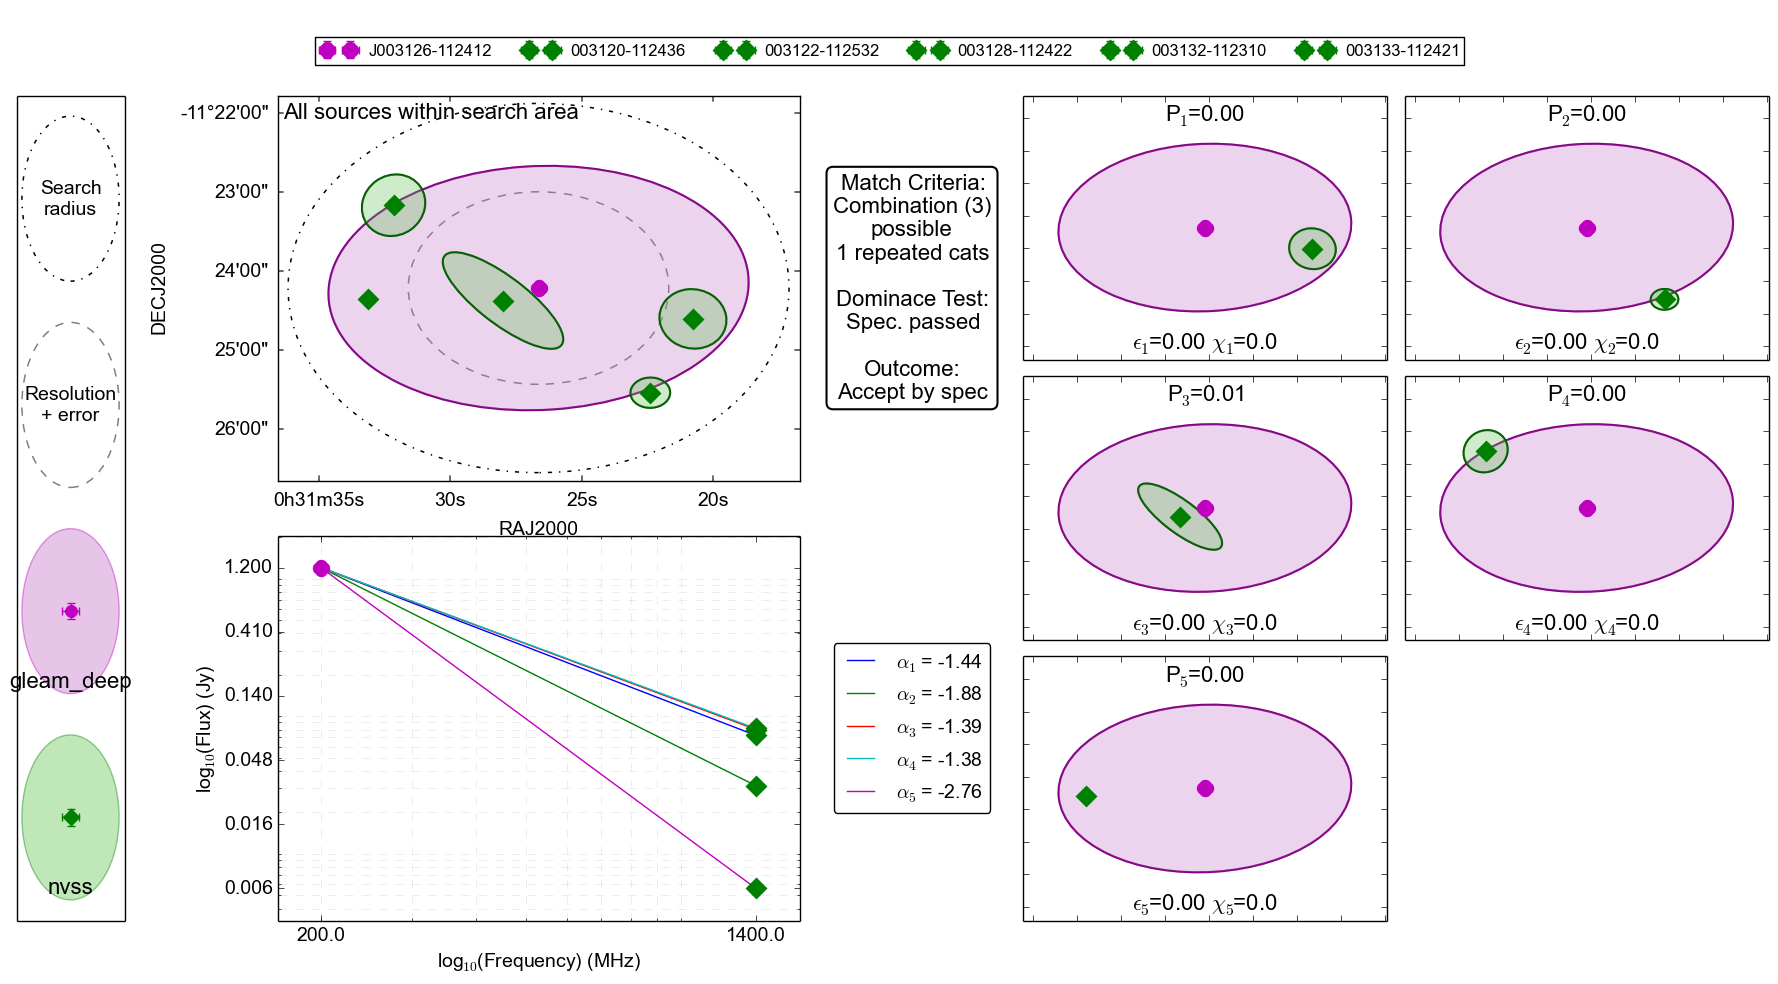 J003126-112412 003120-112436 003122-112532 003128-112422 003132-112310 003133-112421
Search
radius
Resolution
+ error
gleam_deep
nvss
All sources within search area
DECJ2000
-11°22'00"
23'00"
24'00"
25'00"
26'00"
0h31m35s 30s 25s 20s
RAJ2000
log₁₀(Flux) (Jy)
1.200
0.410
0.140
0.048
0.016
0.006
200.0 1400.0
log₁₀(Frequency) (MHz)
Match Criteria:
Combination (3)
possible
1 repeated cats
Dominace Test:
Spec. passed
Outcome:
Accept by spec
α₁ = -1.44
α₂ = -1.88
α₃ = -1.39
α₄ = -1.38
α₅ = -2.76
P₁=0.00
ϵ₁=0.00 χ₁=0.0
P₂=0.00
ϵ₂=0.00 χ₂=0.0
P₃=0.01
ϵ₃=0.00 χ₃=0.0
P₄=0.00
ϵ₄=0.00 χ₄=0.0
P₅=0.00
ϵ₅=0.00 χ₅=0.0